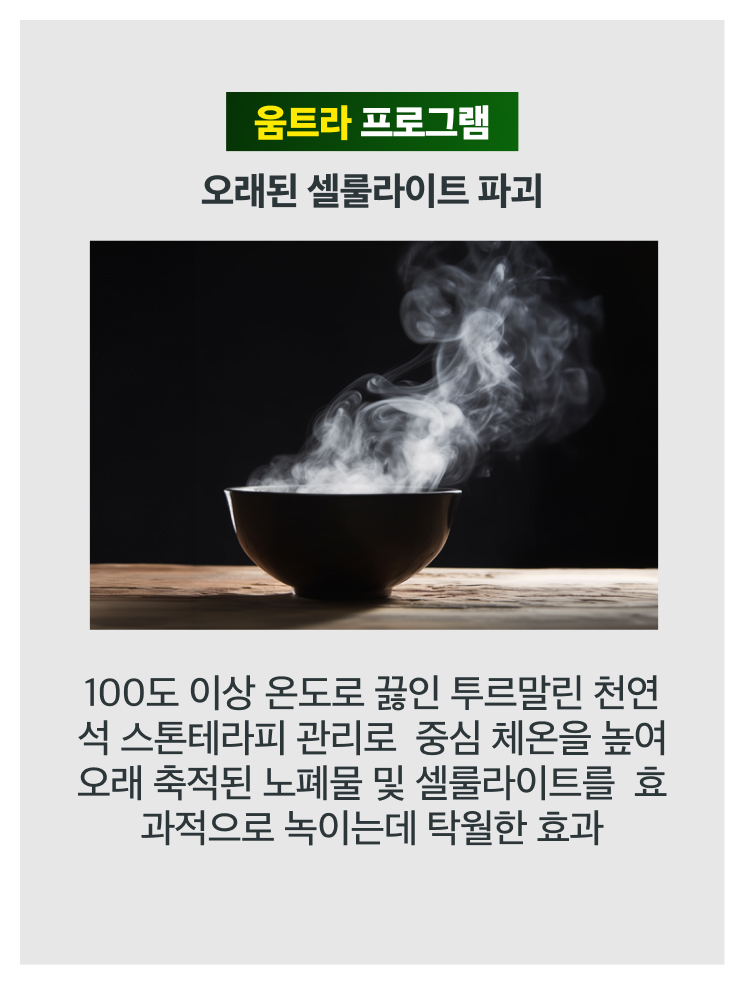 움트라 프로그램
오래된 셀룰라이트 파괴
100도 이상 온도로 끓인 투르말린 천연
석 스톤테라피 관리로 중심 체온을 높여
오래 축적된 노폐물 및 셀룰라이트를 효
과적으로 녹이는데 탁월한 효과